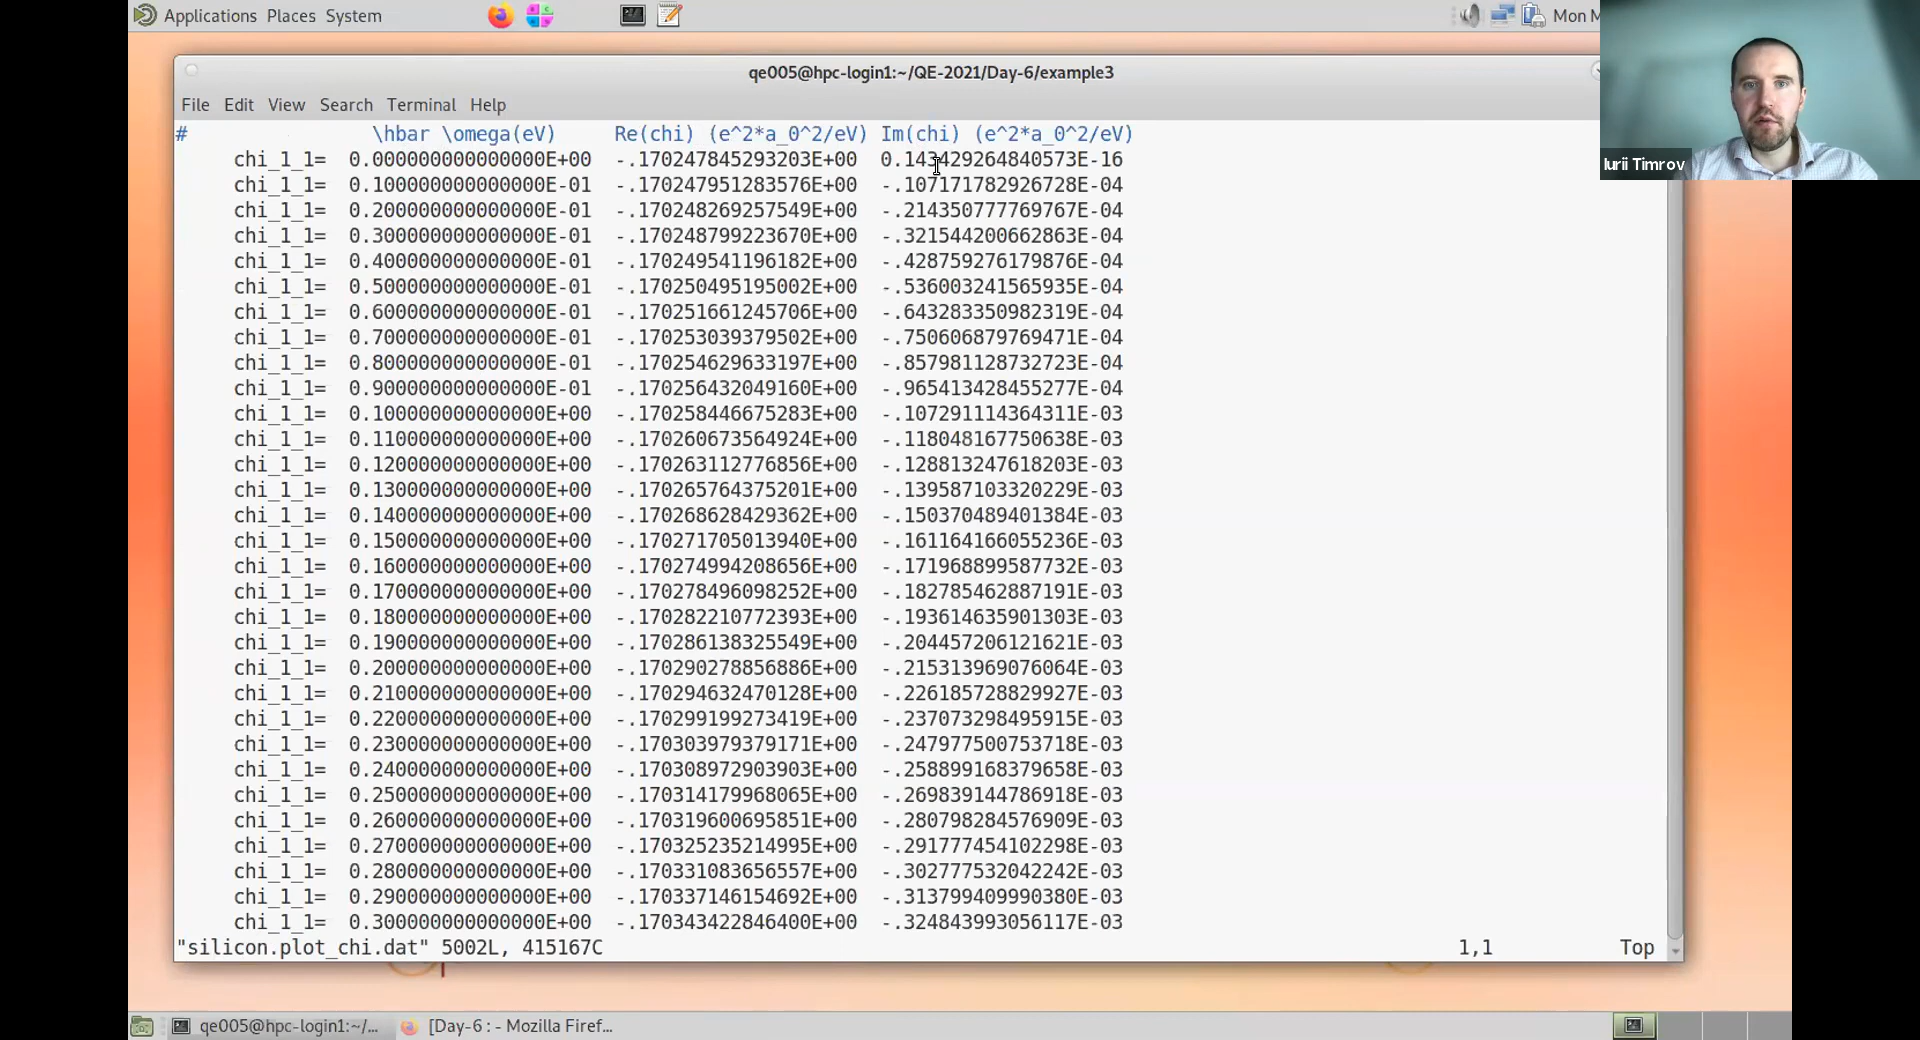 Applications Places System
Mon M
qe005@hpc-login1:~/QE-2021/Day-6/example3
File Edit View Search Terminal Help
Iurii Timrov
# \hbar \omega(eV) Re(chi) (e^2*a_0^2/eV) Im(chi) (e^2*a_0^2/eV)
chi_1_1= 0.000000000000000E+00 -.170247845293203E+00 0.143429264840573E-16
chi_1_1= 0.100000000000000E-01 -.170247951283576E+00 -.107171782926728E-04
chi_1_1= 0.200000000000000E-01 -.170248269257549E+00 -.214350777769767E-04
chi_1_1= 0.300000000000000E-01 -.170248799223670E+00 -.321544200662863E-04
chi_1_1= 0.400000000000000E-01 -.170249541196182E+00 -.428759276179876E-04
chi_1_1= 0.500000000000000E-01 -.170250495195002E+00 -.536003241565935E-04
chi_1_1= 0.600000000000000E-01 -.170251661245706E+00 -.643283350982319E-04
chi_1_1= 0.700000000000000E-01 -.170253039379502E+00 -.750606879769471E-04
chi_1_1= 0.800000000000000E-01 -.170254629633197E+00 -.857981128732723E-04
chi_1_1= 0.900000000000000E-01 -.170256432049160E+00 -.965413428455277E-04
chi_1_1= 0.100000000000000E+00 -.170258446675283E+00 -.107291114364311E-03
chi_1_1= 0.110000000000000E+00 -.170260673564924E+00 -.118048167750638E-03
chi_1_1= 0.120000000000000E+00 -.170263112776856E+00 -.128813247618203E-03
chi_1_1= 0.130000000000000E+00 -.170265764375201E+00 -.139587103320229E-03
chi_1_1= 0.140000000000000E+00 -.170268628429362E+00 -.150370489401384E-03
chi_1_1= 0.150000000000000E+00 -.170271705013940E+00 -.161164166055236E-03
chi_1_1= 0.160000000000000E+00 -.170274994208656E+00 -.171968899587732E-03
chi_1_1= 0.170000000000000E+00 -.170278496098252E+00 -.182785462887191E-03
chi_1_1= 0.180000000000000E+00 -.170282210772393E+00 -.193614635901303E-03
chi_1_1= 0.190000000000000E+00 -.170286138325549E+00 -.204457206121621E-03
chi_1_1= 0.200000000000000E+00 -.170290278856886E+00 -.215313969076064E-03
chi_1_1= 0.210000000000000E+00 -.170294632470128E+00 -.226185728829927E-03
chi_1_1= 0.220000000000000E+00 -.170299199273419E+00 -.237073298495915E-03
chi_1_1= 0.230000000000000E+00 -.170303979379171E+00 -.247977500753718E-03
chi_1_1= 0.240000000000000E+00 -.170308972903903E+00 -.258899168379658E-03
chi_1_1= 0.250000000000000E+00 -.170314179968065E+00 -.269839144786918E-03
chi_1_1= 0.260000000000000E+00 -.170319600695851E+00 -.280798284576909E-03
chi_1_1= 0.270000000000000E+00 -.170325235214995E+00 -.291777454102298E-03
chi_1_1= 0.280000000000000E+00 -.170331083656557E+00 -.302777532042242E-03
chi_1_1= 0.290000000000000E+00 -.170337146154692E+00 -.313799409990380E-03
chi_1_1= 0.300000000000000E+00 -.170343422846400E+00 -.324843993056117E-03
"silicon.plot_chi.dat" 5002L, 415167C 1,1 Top
qe005@hpc-login1:~/... [Day-6 : - Mozilla Firef...